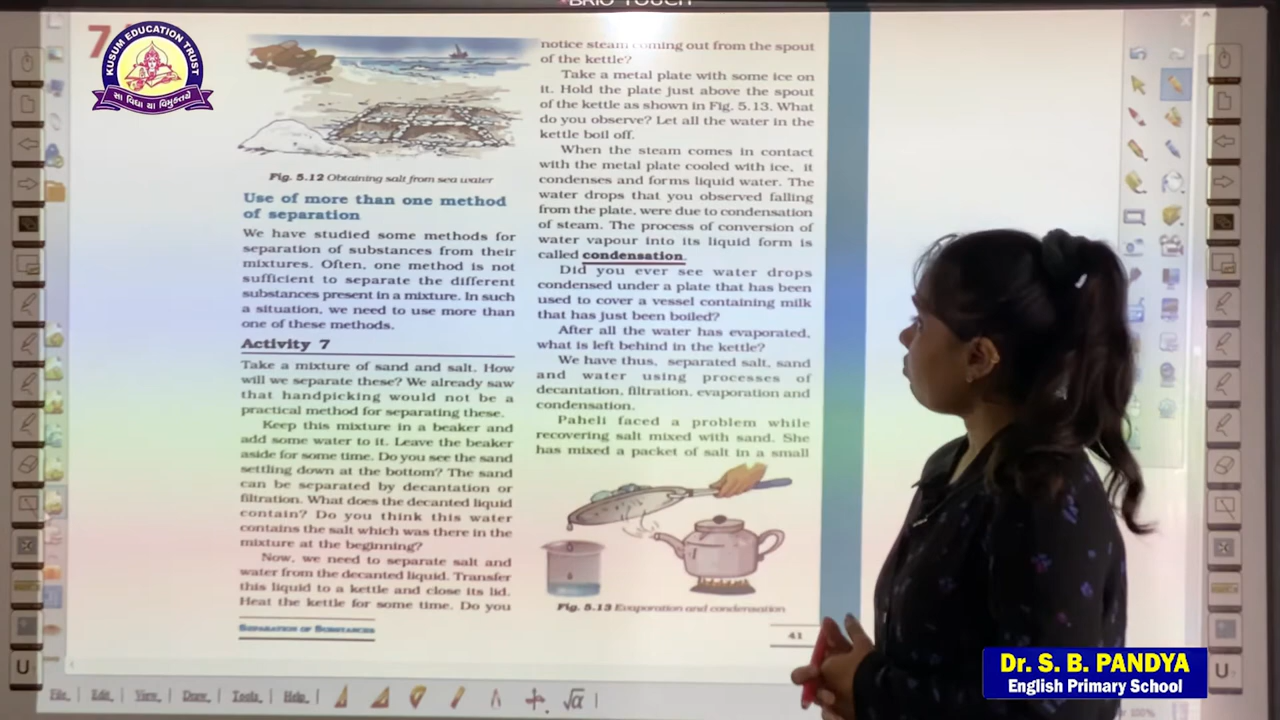 BRIO TOUCH
7
KUSUM EDUCATION TRUST
સા વિદ્યા યા વિમુક્તયે
Fig. 5.12 Obtaining salt from sea water
Use of more than one method
of separation
We have studied some methods for
separation of substances from their
mixtures. Often, one method is not
sufficient to separate the different
substances present in a mixture. In such
a situation, we need to use more than
one of these methods.
Activity 7
Take a mixture of sand and salt. How
will we separate these? We already saw
that handpicking would not be a
practical method for separating these.
Keep this mixture in a beaker and
add some water to it. Leave the beaker
aside for some time. Do you see the sand
settling down at the bottom? The sand
can be separated by decantation or
filtration. What does the decanted liquid
contain? Do you think this water
contains the salt which was there in the
mixture at the beginning?
Now, we need to separate salt and
water from the decanted liquid. Transfer
this liquid to a kettle and close its lid.
Heat the kettle for some time. Do you
SEPARATION OF SUBSTANCES
notice steam coming out from the spout
of the kettle?
Take a metal plate with some ice on
it. Hold the plate just above the spout
of the kettle as shown in Fig. 5.13. What
do you observe? Let all the water in the
kettle boil off.
When the steam comes in contact
with the metal plate cooled with ice, it
condenses and forms liquid water. The
water drops that you observed falling
from the plate, were due to condensation
of steam. The process of conversion of
water vapour into its liquid form is
called condensation.
Did you ever see water drops
condensed under a plate that has been
used to cover a vessel containing milk
that has just been boiled?
After all the water has evaporated,
what is left behind in the kettle?
We have thus, separated salt, sand
and water using processes of
decantation, filtration, evaporation and
condensation.
Paheli faced a problem while
recovering salt mixed with sand. She
has mixed a packet of salt in a small
Fig. 5.13 Evaporation and condensation
41
File Edit View Draw Tools Help
√α
U
U
Dr. S. B. PANDYA
English Primary School